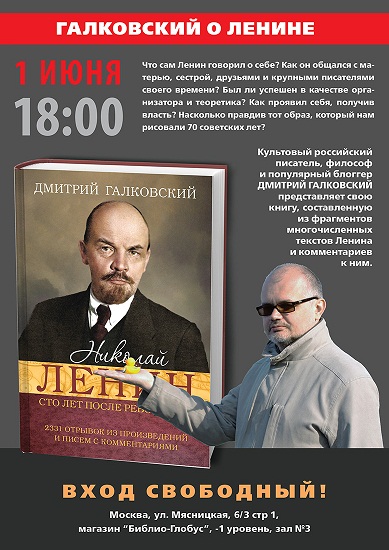 ГАЛКОВСКИЙ О ЛЕНИНЕ
1 ИЮНЯ
18:00
Что сам Ленин говорил о себе? Как он общался с ма-
терью, сестрой, друзьями и крупными писателями
своего времени? Был ли успешен в качестве орга-
низатора и теоретика? Как проявил себя, получив
власть? Насколько правдив тот образ, который нам
рисовали 70 советских лет?
Культовый российский
писатель, философ
и популярный блоггер
ДМИТРИЙ ГАЛКОВСКИЙ
представляет свою
книгу, составленную
из фрагментов
многочисленных
текстов Ленина
и комментариев
к ним.
ДМИТРИЙ ГАЛКОВСКИЙ
Николай
ЛЕНИН
СТО ЛЕТ ПОСЛЕ
2331 ОТРЫВОК ИЗ ПРОИЗВЕДЕНИЙ
И ПИСЕМ С КОММЕНТАРИЯМИ
ВХОД СВОБОДНЫЙ!
Москва, ул. Мясницкая, 6/3 стр 1,
магазин “Библио-Глобус”, -1 уровень, зал №3